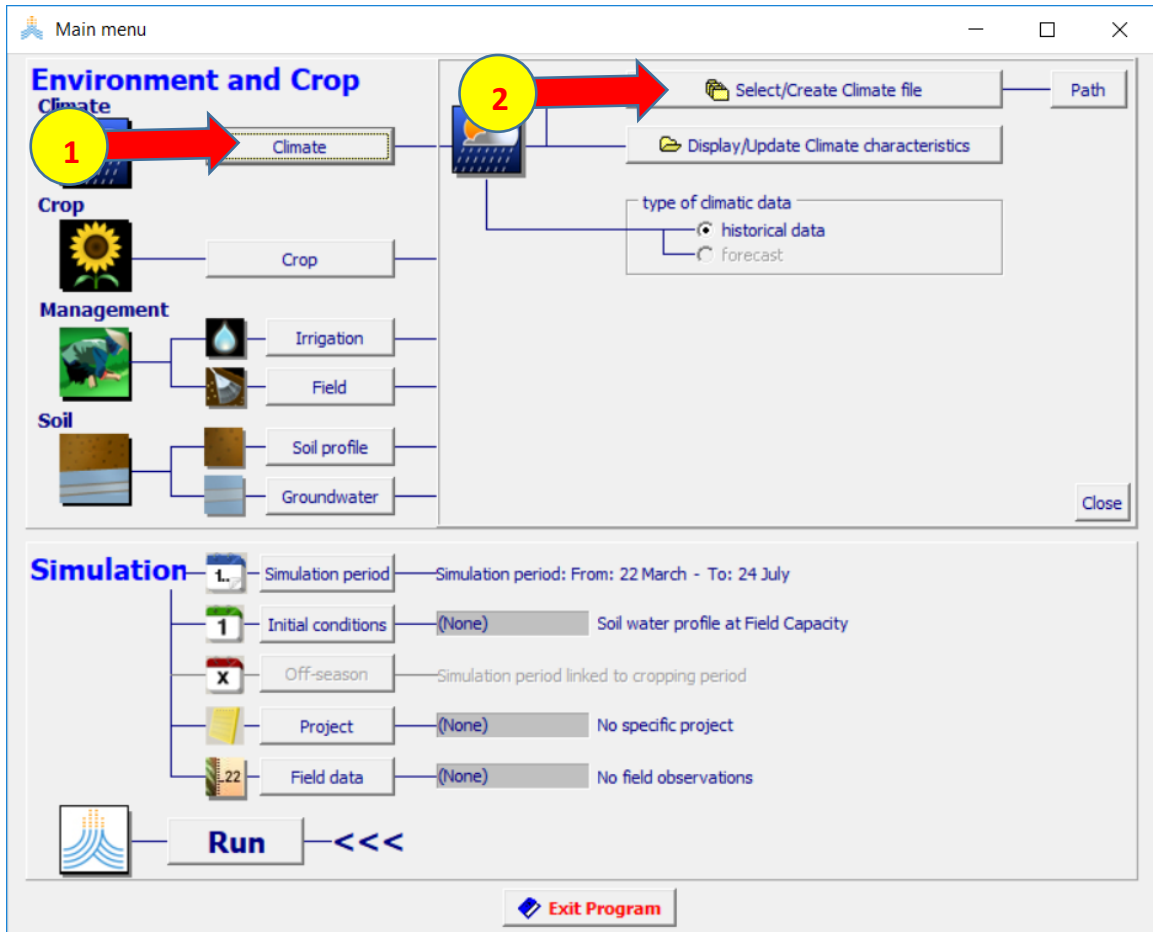 Main menu
Environment and Crop
Climate
1
Climate
2
Select/Create Climate file
Path
Display/Update Climate characteristics
type of climatic data
historical data
forecast
Crop
Crop
Management
Irrigation
Field
Soil
Soil profile
Groundwater
Close
Simulation
1..
Simulation period
Simulation period: From: 22 March - To: 24 July
1
Initial conditions
(None)
Soil water profile at Field Capacity
X
Off-season
Simulation period linked to cropping period
Project
(None)
No specific project
..22
Field data
(None)
No field observations
Run
<<<
Exit Program